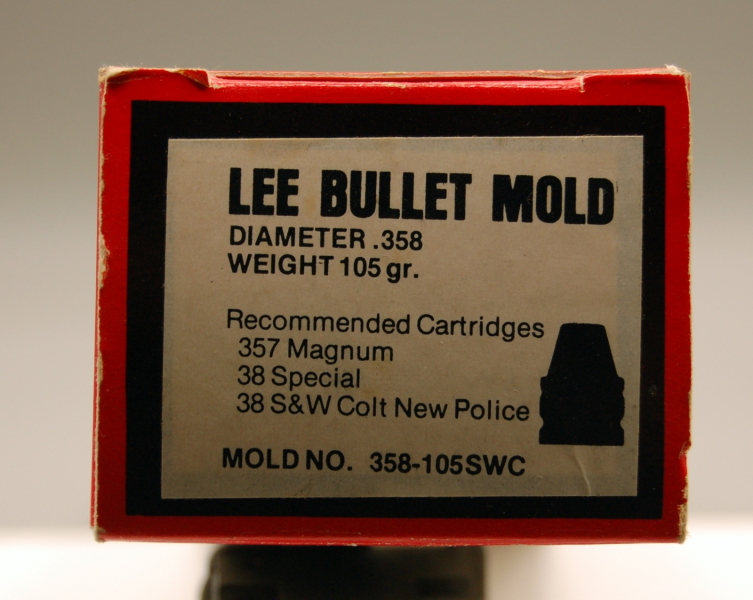 LEE BULLET MOLD
DIAMETER .358
WEIGHT 105 gr.
Recommended Cartridges
357 Magnum
38 Special
38 S&W Colt New Police
MOLD NO. 358-105SWC